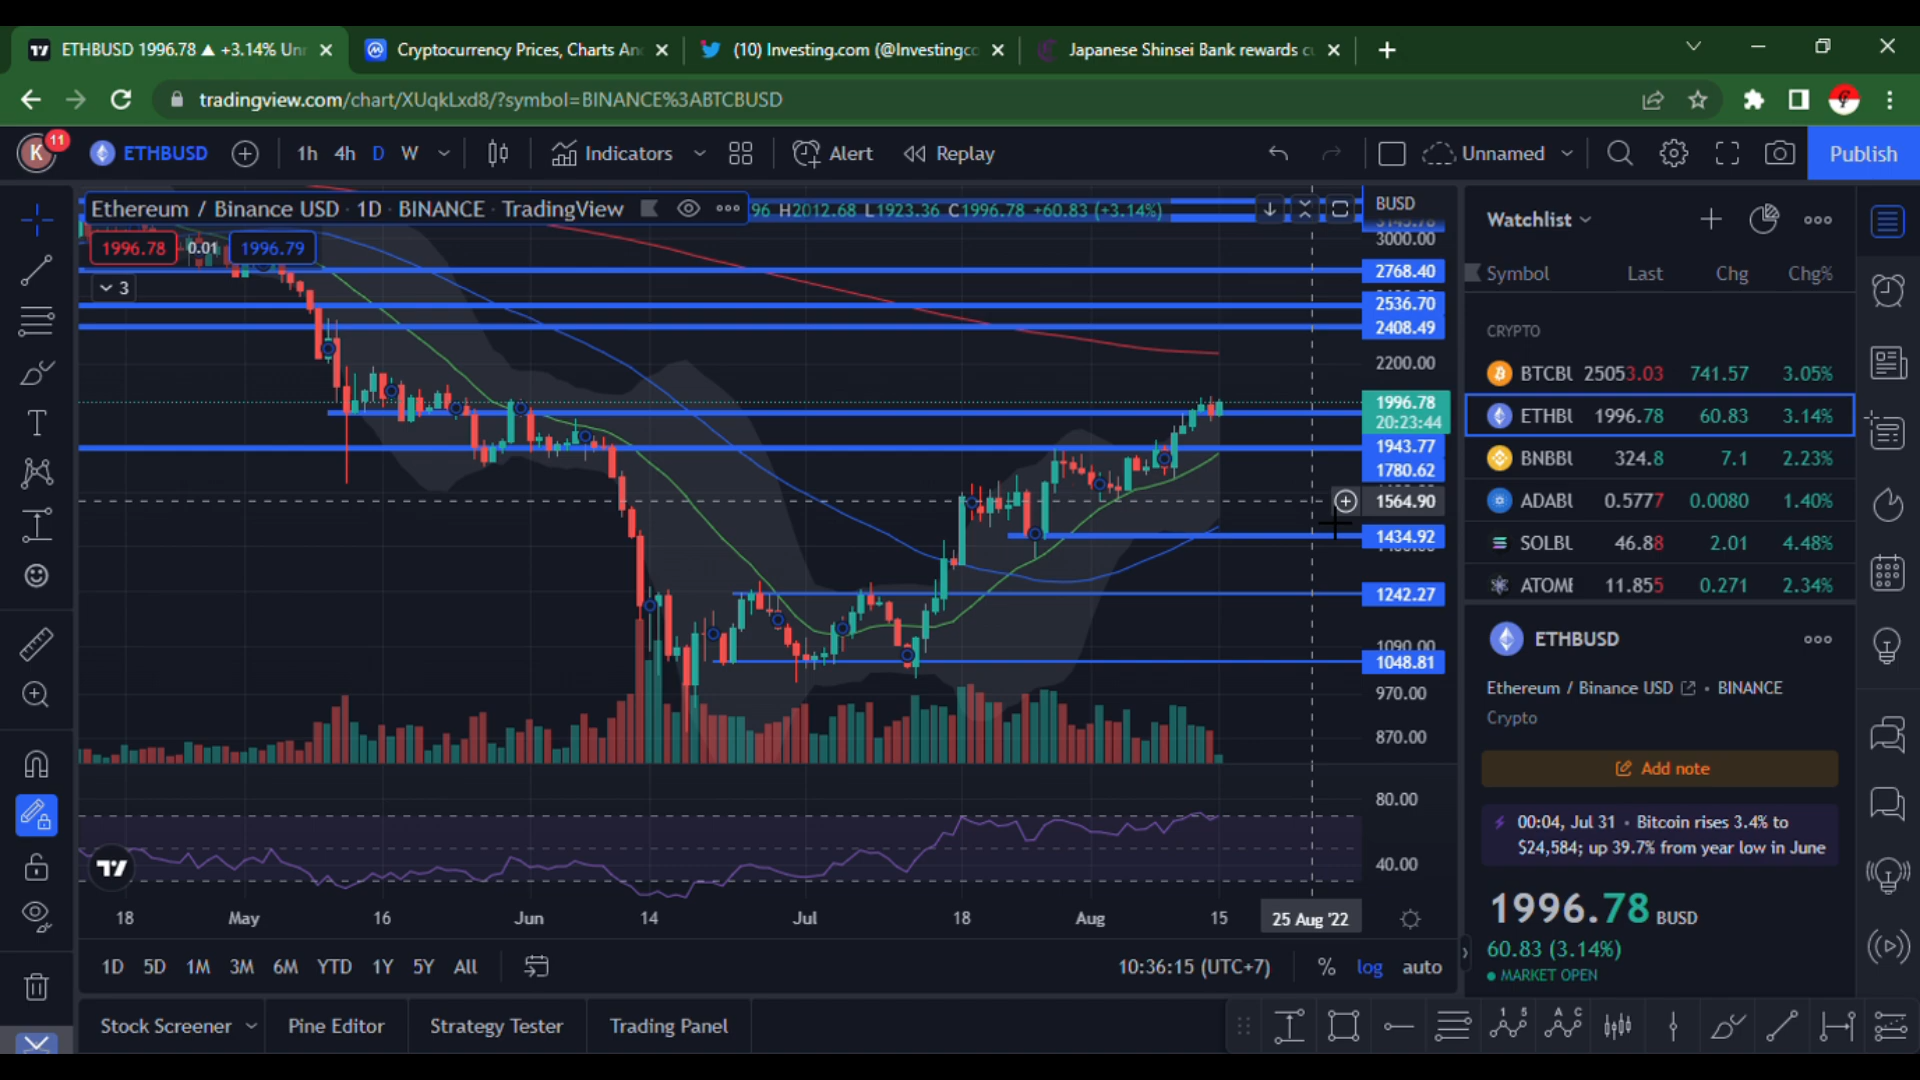 ETHBUSD 1996.78 ▲ +3.14% Unn
Cryptocurrency Prices, Charts An
(10) Investing.com (@Investingco
Japanese Shinsei Bank rewards cu
tradingview.com/chart/XUqkLxd8/?symbol=BINANCE%3ABTCBUSD
K 11 ETHBUSD 1h 4h D W Indicators Alert Replay Unnamed Publish
Ethereum / Binance USD · 1D · BINANCE · TradingView 96 H2012.68 L1923.36 C1996.78 +60.83 (+3.14%)
1996.78 0.01 1996.79
3
BUSD
3000.00
2768.40
2536.70
2408.49
2200.00
1996.78
20:23:44
1943.77
1780.62
1564.90
1434.92
1242.27
1090.00
1048.81
970.00
870.00
80.00
40.00
18 May 16 Jun 14 Jul 18 Aug 15 25 Aug '22
1D 5D 1M 3M 6M YTD 1Y 5Y All
10:36:15 (UTC+7) % log auto
Stock Screener Pine Editor Strategy Tester Trading Panel
Watchlist
Symbol Last Chg Chg%
CRYPTO
BTCBU 25053.03 741.57 3.05%
ETHBU 1996.78 60.83 3.14%
BNBBU 324.8 7.1 2.23%
ADABU 0.5777 0.0080 1.40%
SOLBU 46.88 2.01 4.48%
ATOME 11.855 0.271 2.34%
ETHBUSD
Ethereum / Binance USD • BINANCE
Crypto
Add note
00:04, Jul 31 • Bitcoin rises 3.4% to
$24,584; up 39.7% from year low in June
1996.78 BUSD
60.83 (3.14%)
MARKET OPEN